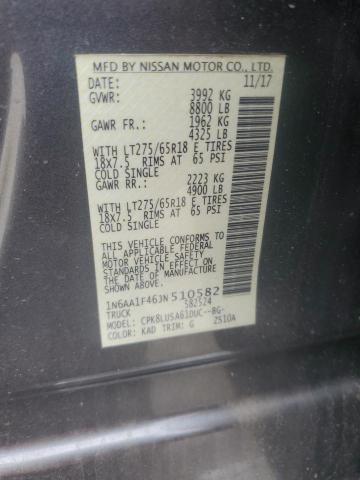 MFD BY NISSAN MOTOR CO., LTD.
DATE: 11/17
GVWR: 3992 KG
8800 LB
GAWR FR.: 1962 KG
4325 LB
WITH LT275/65R18 E TIRES
18X7.5 RIMS AT 65 PSI
COLD SINGLE
GAWR RR.: 2223 KG
4900 LB
WITH LT275/65R18 E TIRES
18X7.5 RIMS AT 65 PSI
COLD SINGLE
THIS VEHICLE CONFORMS TO
ALL APPLICABLE FEDERAL
MOTOR VEHICLE SAFETY
STANDARDS IN EFFECT ON
THE DATE OF MANUFACTURE
SHOWN ABOVE.
1N6AA1F463N510582
TRUCK 582524
MODEL: CPK8LUSA61DUC--BG-
COLOR: KAD TRIM: G 2510A